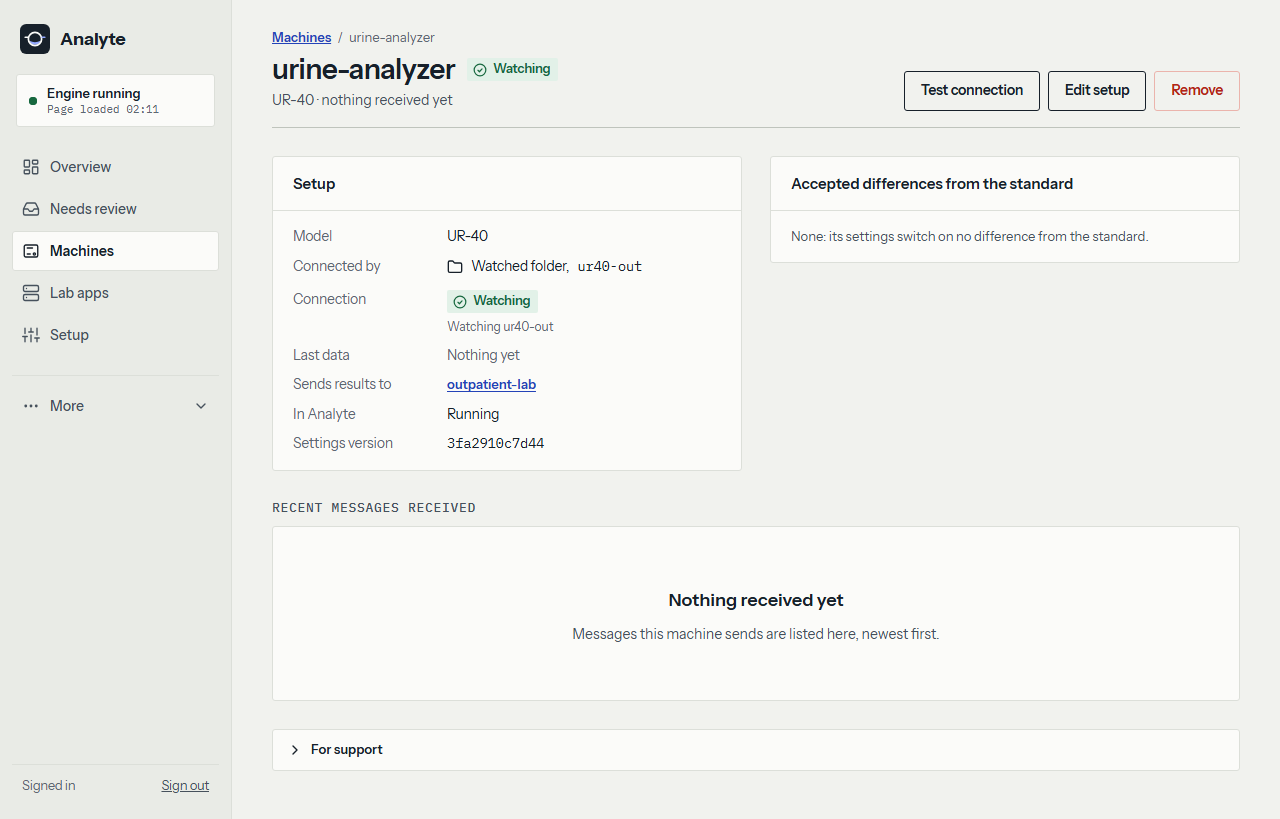 Analyte
Engine running
Page loaded 02:11
Overview
Needs review
Machines
Lab apps
Setup
More
Signed in
Sign out
Machines / urine-analyzer
urine-analyzer
Watching
UR-40 · nothing received yet
Test connection
Edit setup
Remove
Setup
Model UR-40
Connected by Watched folder, ur40-out
Connection Watching
Watching ur40-out
Last data Nothing yet
Sends results to outpatient-lab
In Analyte Running
Settings version 3fa2910c7d44
Accepted differences from the standard
None: its settings switch on no difference from the standard.
RECENT MESSAGES RECEIVED
Nothing received yet
Messages this machine sends are listed here, newest first.
For support